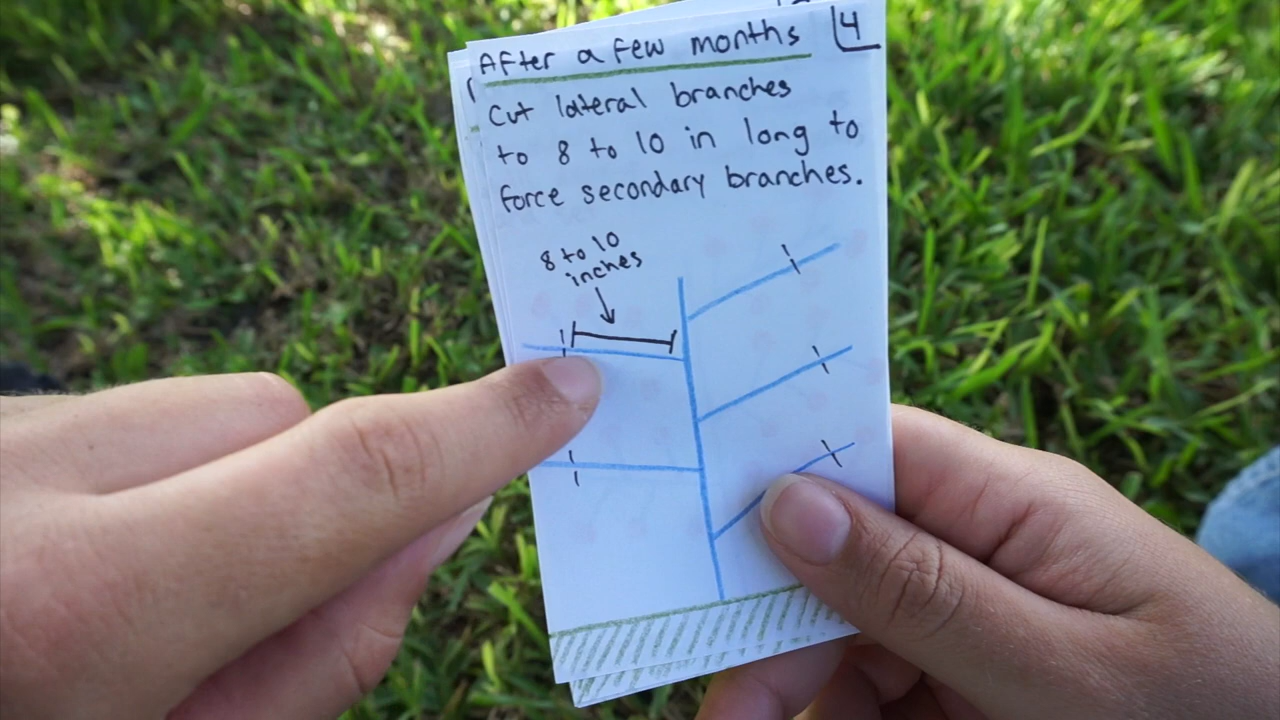 After a few months 4
Cut lateral branches
to 8 to 10 in long to
force secondary branches.
8 to 10
inches